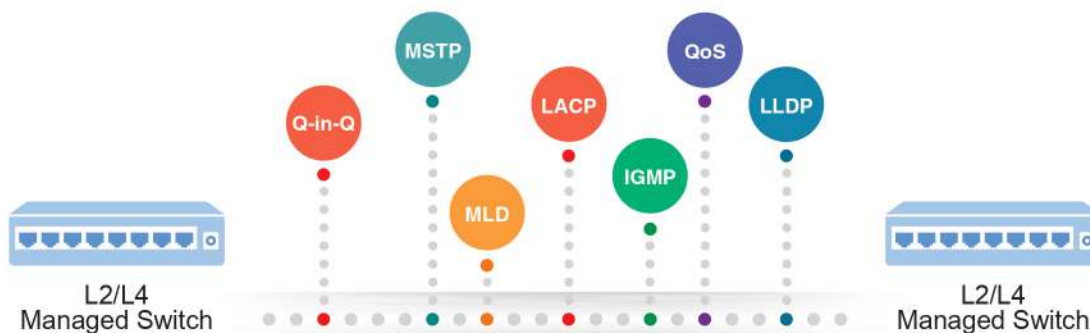 MSTP
QoS
LACP
LLDP
Q-in-Q
IGMP
MLD
L2/L4
Managed Switch
L2/L4
Managed Switch